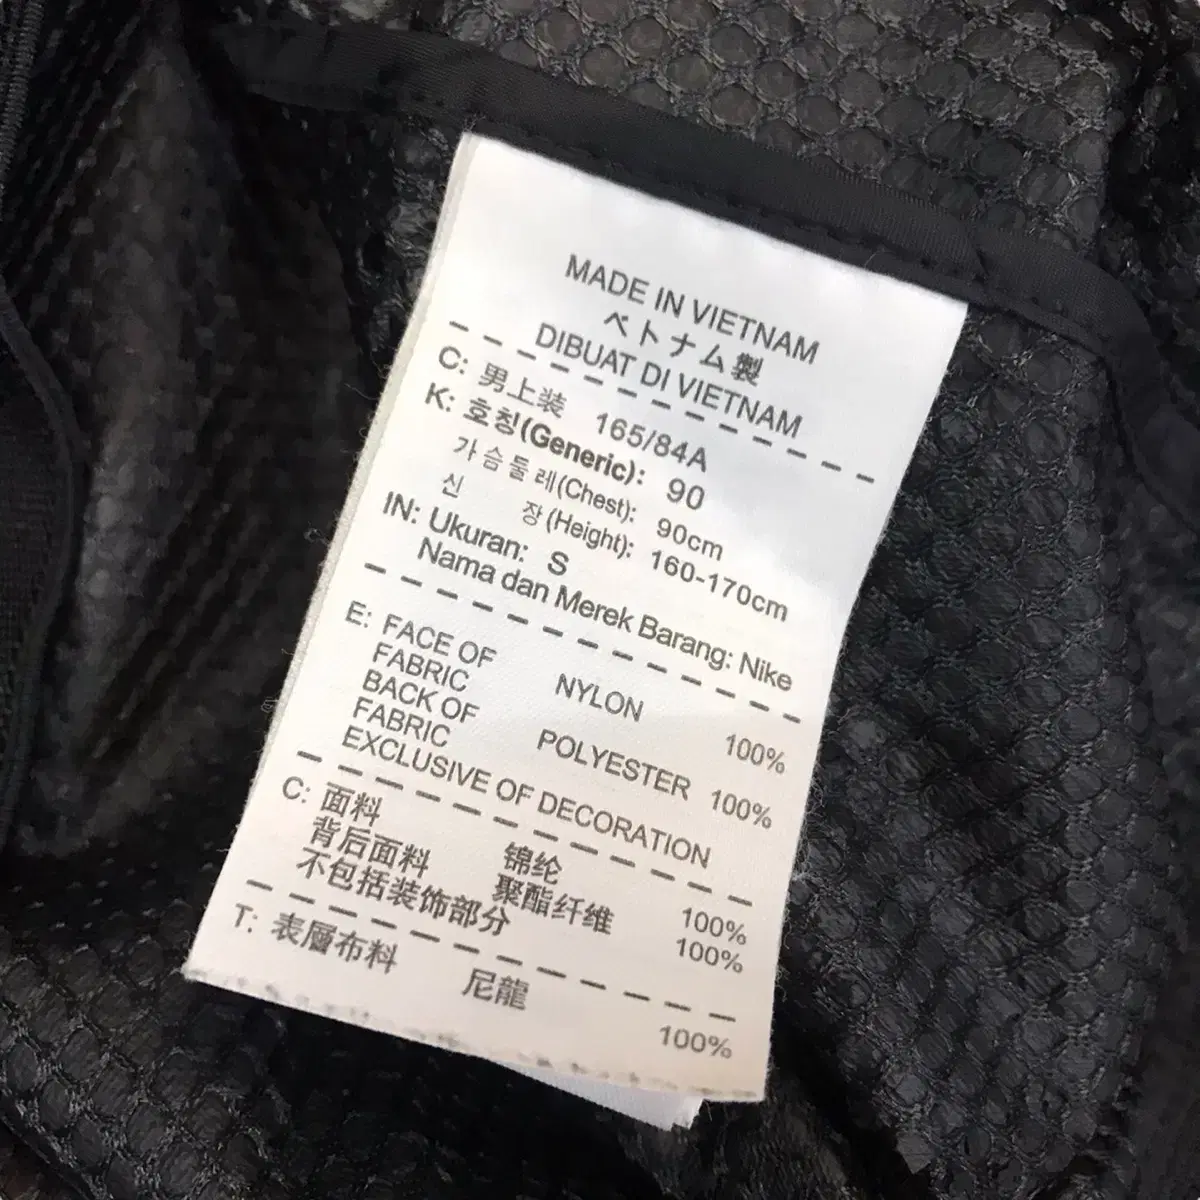 MADE IN VIETNAM
ベトナム製
DIBUAT DI VIETNAM
C: 男上装 165/84A
K: 호칭(Generic): 90
가슴둘레(Chest): 90cm
신 장(Height): 160-170cm
IN: Ukuran: S
Nama dan Merek Barang: Nike
E: FACE OF
FABRIC NYLON 100%
BACK OF
FABRIC POLYESTER 100%
EXCLUSIVE OF DECORATION
C: 面料 锦纶 100%
背后面料 聚酯纤维 100%
不包括装饰部分
T: 表層布料 尼龍 100%